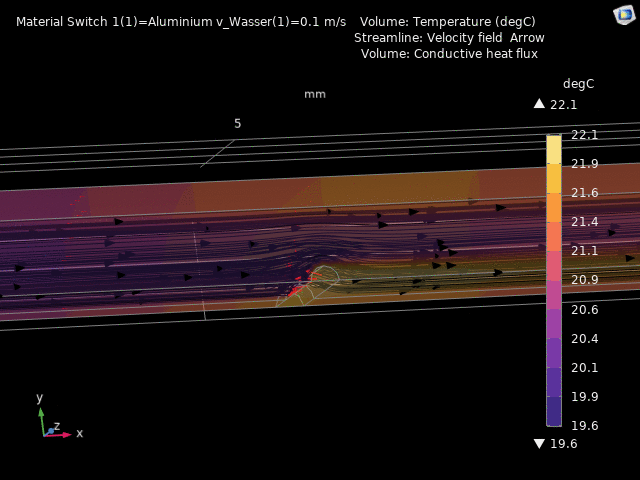 Material Switch 1(1)=Aluminium v_Wasser(1)=0.1 m/s Volume: Temperature (degC)
Streamline: Velocity field Arrow
Volume: Conductive heat flux
degC
▲ 22.1
mm
5
22.1
21.9
21.6
21.4
21.1
20.9
20.6
20.4
20.1
19.9
19.6
▼ 19.6
y
z
x